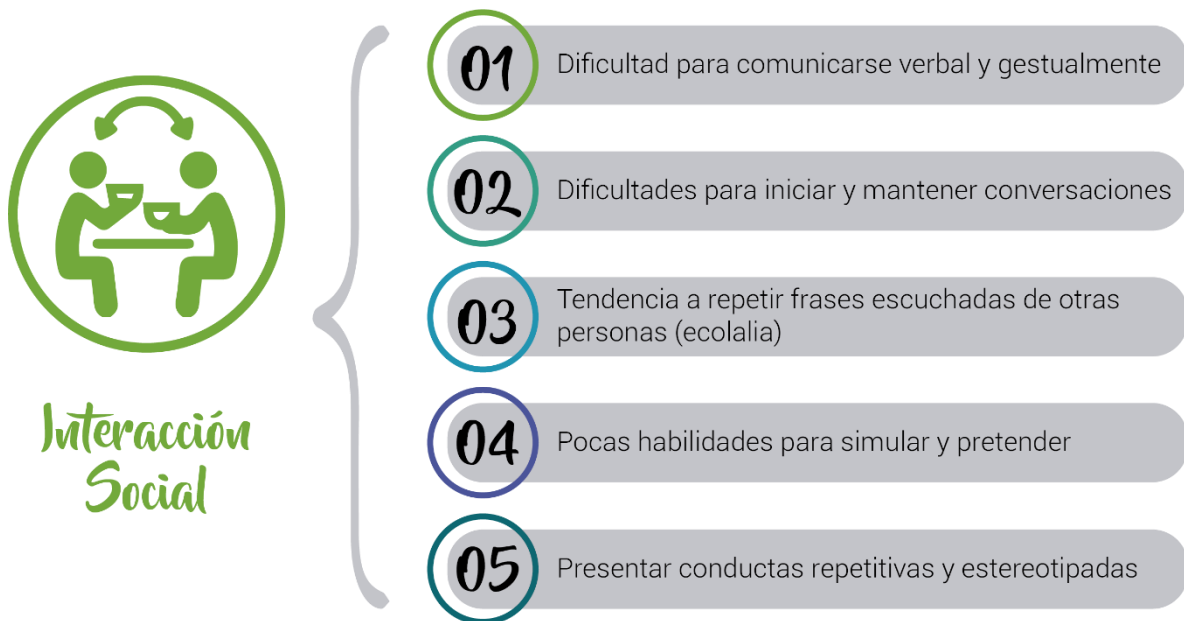 Interacción
Social
01
Dificultad para comunicarse verbal y gestualmente
02
Dificultades para iniciar y mantener conversaciones
03
Tendencia a repetir frases escuchadas de otras
personas (ecolalia)
04
Pocas habilidades para simular y pretender
05
Presentar conductas repetitivas y estereotipadas